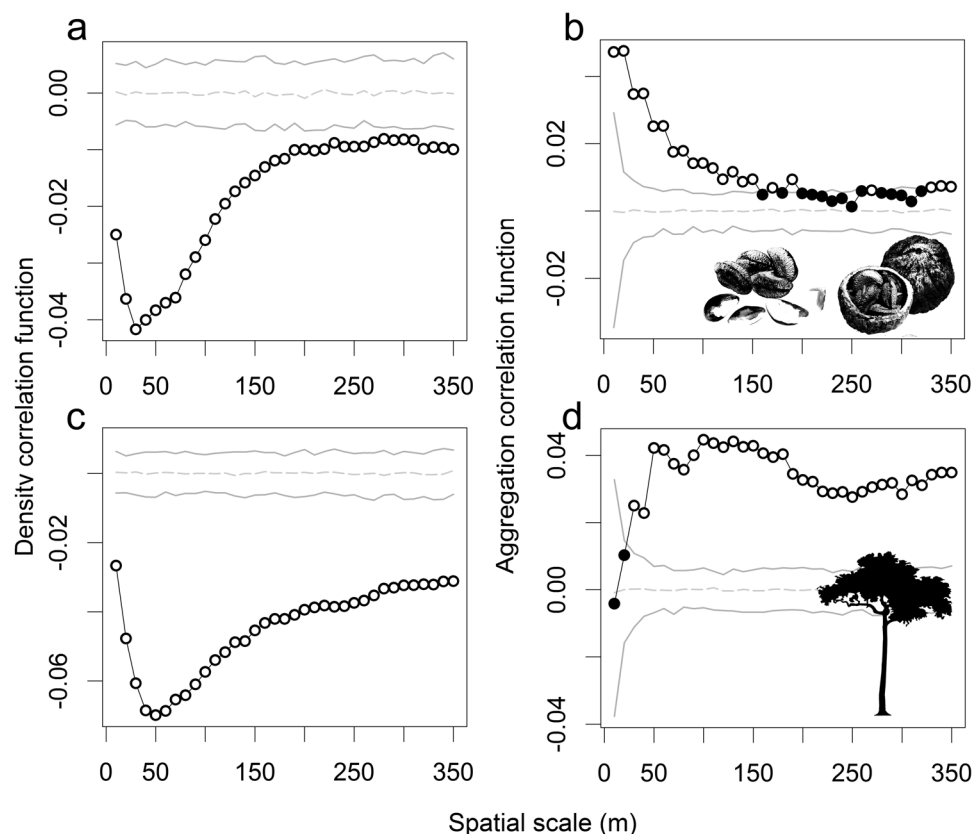 a
0.00
-0.02
-0.04
0 50 150 250 350
b
0.02
-0.02
0 50 150 250 350
Densitv correlation function
Aggregation correlation function
c
-0.02
-0.06
0 50 150 250 350
d
0.04
0.00
-0.04
0 50 150 250 350
Spatial scale (m)